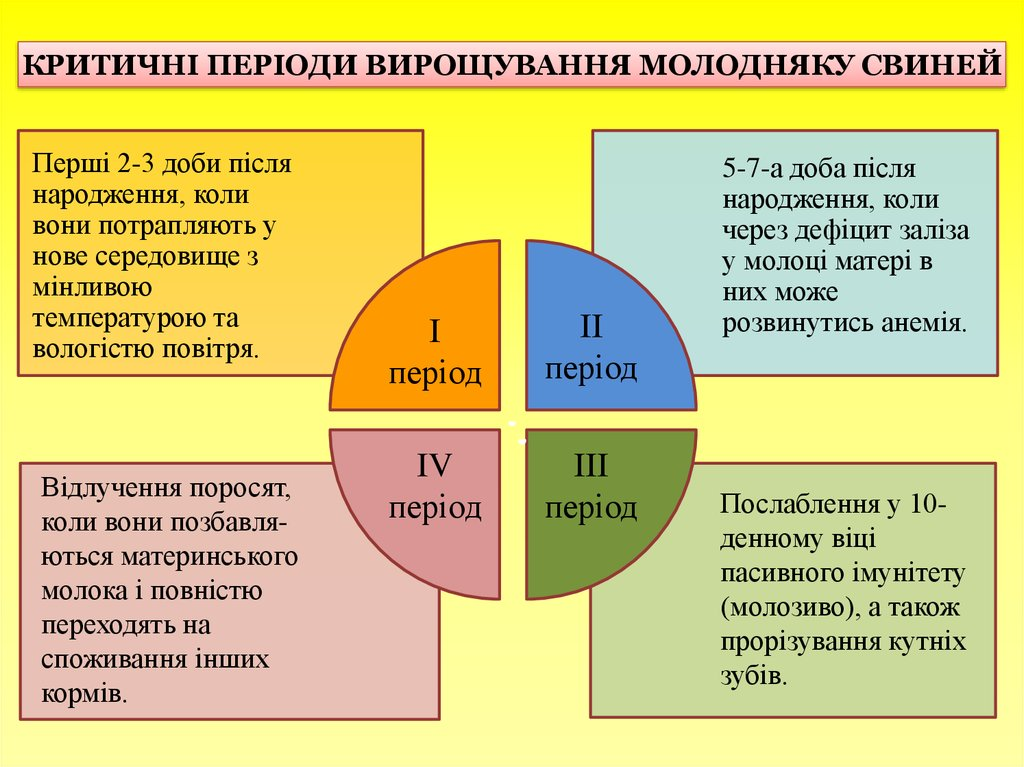 КРИТИЧНІ ПЕРІОДИ ВИРОЩУВАННЯ МОЛОДНЯКУ СВИНЕЙ
Перші 2-3 доби після
народження, коли
вони потрапляють у
нове середовище з
мінливою
температурою та
вологістю повітря.
I
період
II
період
5-7-а доба після
народження, коли
через дефіцит заліза
у молоці матері в
них може
розвинутись анемія.
Відлучення поросят,
коли вони позбавля-
ються материнського
молока і повністю
переходять на
споживання інших
кормів.
IV
період
III
період
Послаблення у 10-
денному віці
пасивного імунітету
(молозиво), а також
прорізування кутніх
зубів.